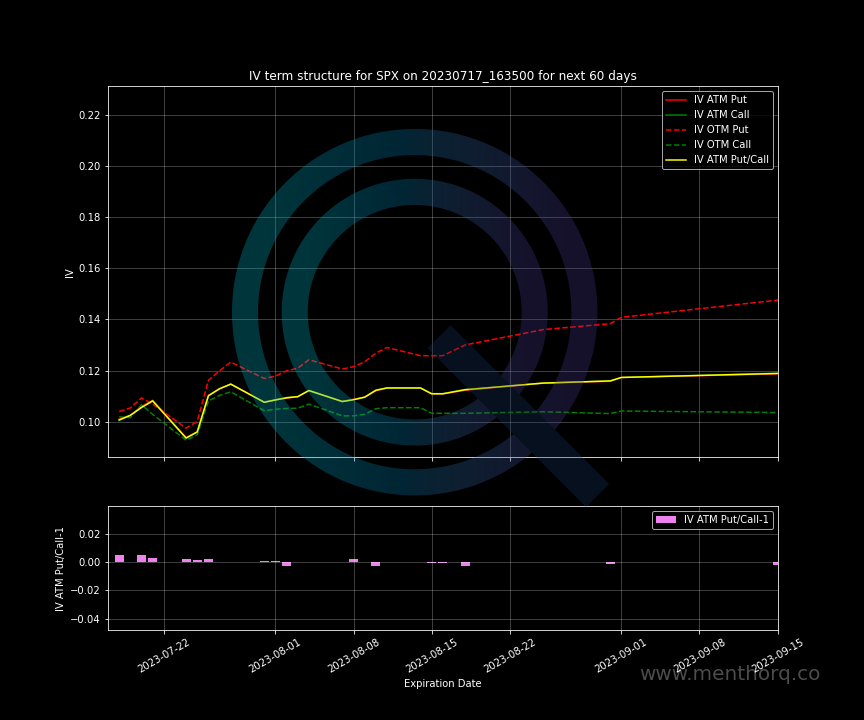 IV term structure for SPX on 20230717_163500 for next 60 days
IV ATM Put
IV ATM Call
IV OTM Put
IV OTM Call
IV ATM Put/Call
0.22
0.20
0.18
0.16
0.14
0.12
0.10
IV
IV ATM Put/Call-1
0.02
0.00
−0.02
−0.04
IV ATM Put/Call-1
2023-07-22
2023-08-01
2023-08-08
2023-08-15
2023-08-22
2023-09-01
2023-09-08
2023-09-15
Expiration Date
www.menthorq.co